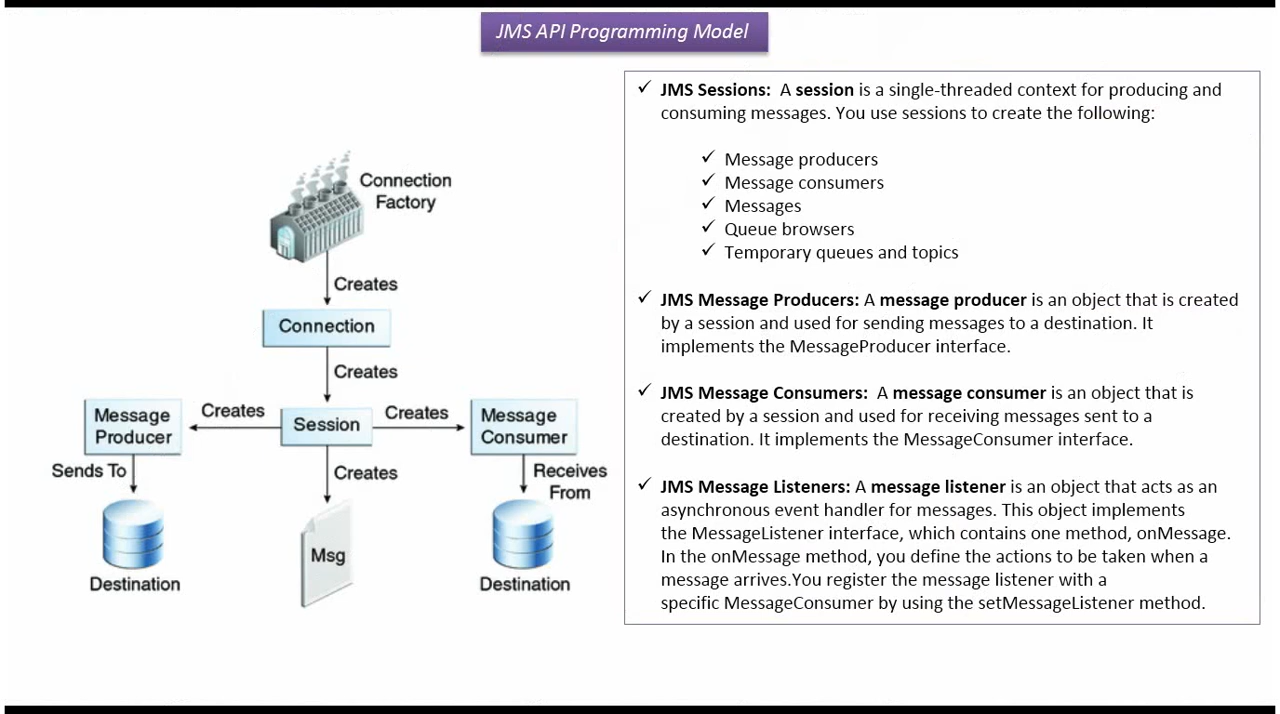 JMS API Programming Model
Connection
Factory
Creates
Connection
Creates
Message
Producer
Creates
Session
Creates
Message
Consumer
Sends To
Creates
Receives
From
Destination
Msg
Destination
✓ JMS Sessions: A session is a single-threaded context for producing and
consuming messages. You use sessions to create the following:
✓ Message producers
✓ Message consumers
✓ Messages
✓ Queue browsers
✓ Temporary queues and topics
✓ JMS Message Producers: A message producer is an object that is created
by a session and used for sending messages to a destination. It
implements the MessageProducer interface.
✓ JMS Message Consumers: A message consumer is an object that is
created by a session and used for receiving messages sent to a
destination. It implements the MessageConsumer interface.
✓ JMS Message Listeners: A message listener is an object that acts as an
asynchronous event handler for messages. This object implements
the MessageListener interface, which contains one method, onMessage.
In the onMessage method, you define the actions to be taken when a
message arrives.You register the message listener with a
specific MessageConsumer by using the setMessageListener method.